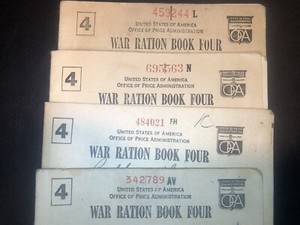 4
459244 L
UNITED STATES OF AMERICA
OFFICE OF PRICE ADMINISTRATION
WAR RATION BOOK FOUR
OPA
4
695563 N
UNITED STATES OF AMERICA
OFFICE OF PRICE ADMINISTRATION
WAR RATION BOOK FOUR
OPA
4
484021 FH
UNITED STATES OF AMERICA
OFFICE OF PRICE ADMINISTRATION
WAR RATION BOOK FOUR
OPA
4
342789 AV
UNITED STATES OF AMERICA
OFFICE OF PRICE ADMINISTRATION
WAR RATION BOOK FOUR
OPA